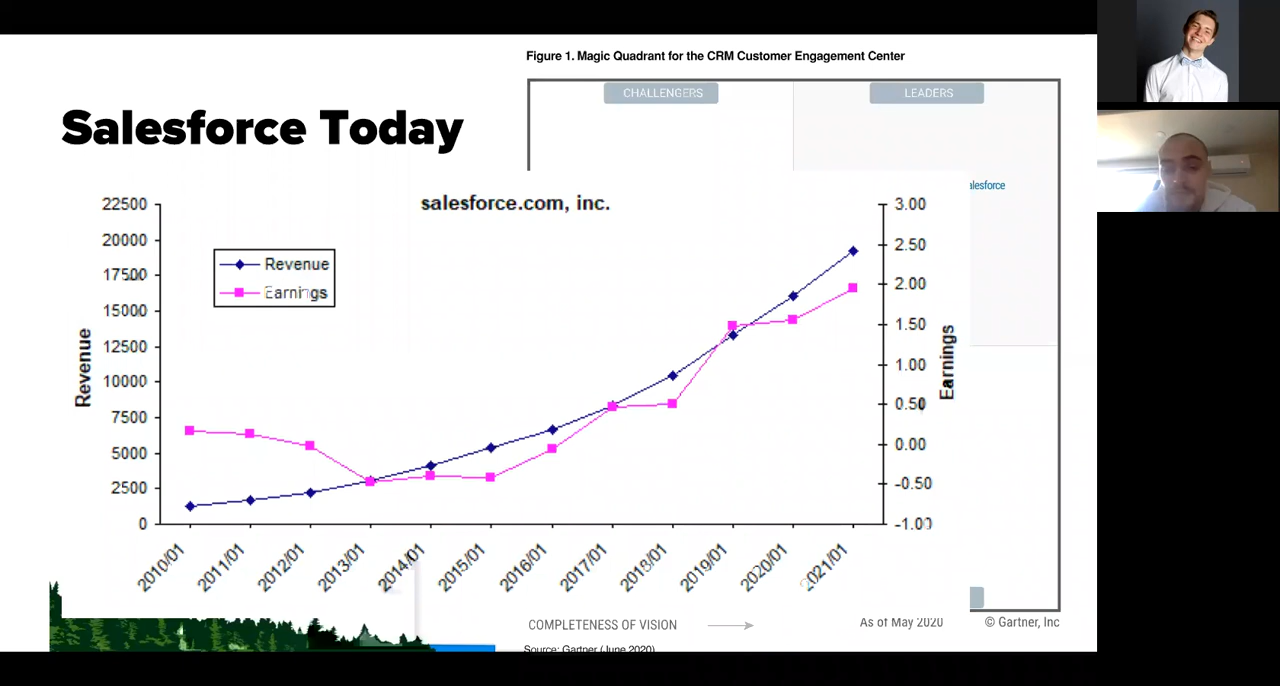 Figure 1. Magic Quadrant for the CRM Customer Engagement Center
CHALLENGERS
LEADERS
Salesforce Today
alesforce
salesforce.com, inc.
Revenue
Earnings
22500
20000
17500
15000
12500
10000
7500
5000
2500
0
Revenue
3.00
2.50
2.00
1.50
1.00
0.50
0.00
-0.50
-1.00
Earnings
2010/01
2011/01
2012/01
2013/01
2014/01
2015/01
2016/01
2017/01
2018/01
2019/01
2020/01
2021/01
COMPLETENESS OF VISION
As of May 2020
© Gartner, Inc
Source: Gartner (June 2020)